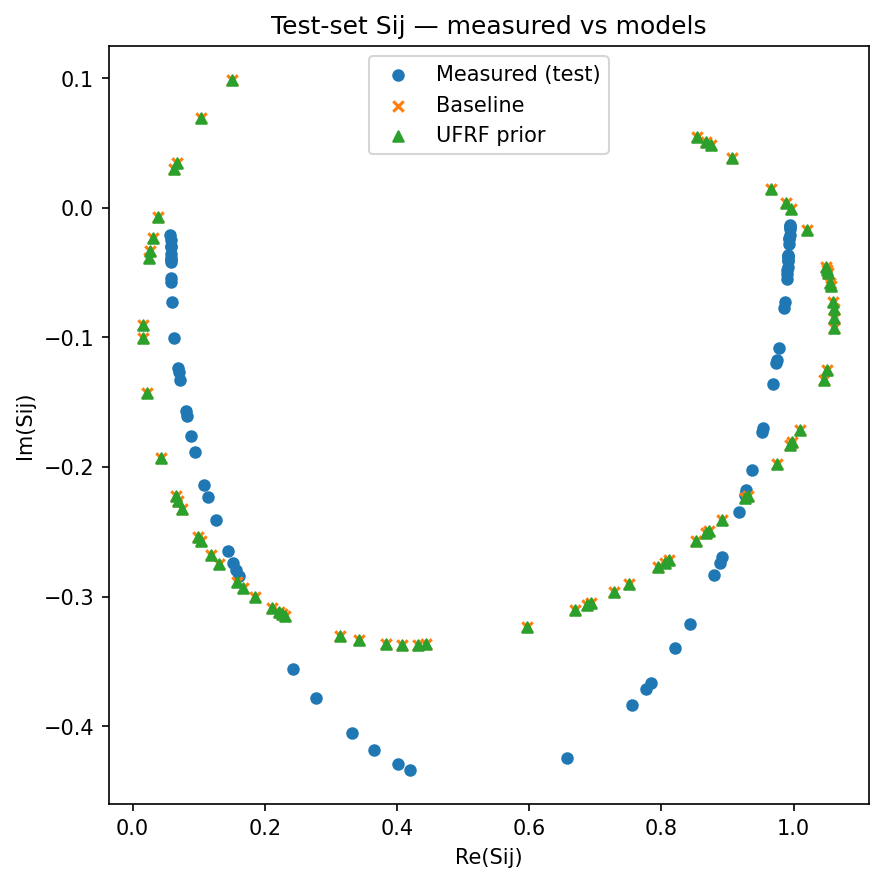 Test-set Sij — measured vs models
Measured (test)
Baseline
UFRF prior
0.1
0.0
−0.1
−0.2
−0.3
−0.4
Im(Sij)
0.0 0.2 0.4 0.6 0.8 1.0
Re(Sij)